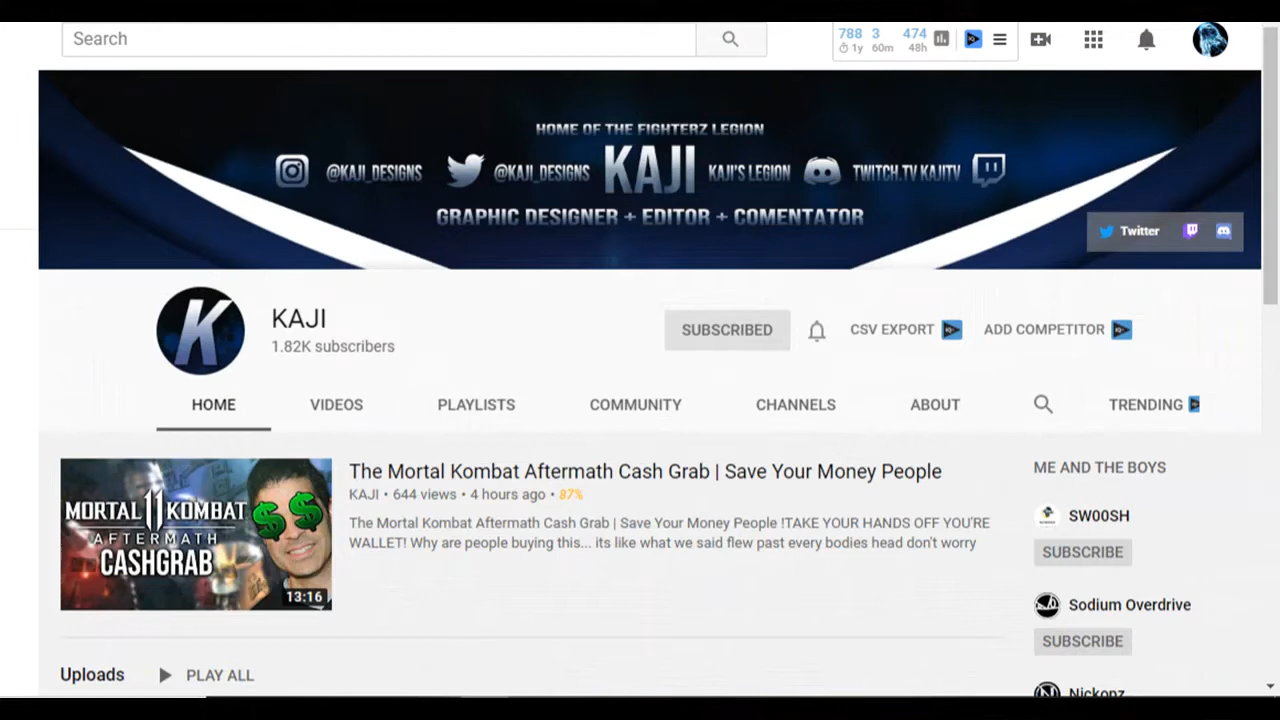 Search
788 3 474
1y 60m 48h
HOME OF THE FIGHTERZ LEGION
@KAJI_DESIGNS @KAJI_DESIGNS KAJI KAJI'S LEGION TWITCH.TV KAJITV
GRAPHIC DESIGNER + EDITOR + COMENTATOR
Twitter
K
KAJI
1.82K subscribers
SUBSCRIBED CSV EXPORT ADD COMPETITOR
HOME VIDEOS PLAYLISTS COMMUNITY CHANNELS ABOUT TRENDING
MORTAL 11 KOMBAT
AFTERMATH
CASHGRAB
13:16
The Mortal Kombat Aftermath Cash Grab | Save Your Money People
KAJI • 644 views • 4 hours ago • 87%
The Mortal Kombat Aftermath Cash Grab | Save Your Money People !TAKE YOUR HANDS OFF YOU'RE
WALLET! Why are people buying this... its like what we said flew past every bodies head don't worry
ME AND THE BOYS
SW00SH
SUBSCRIBE
Sodium Overdrive
SUBSCRIBE
Nickopz
Uploads PLAY ALL